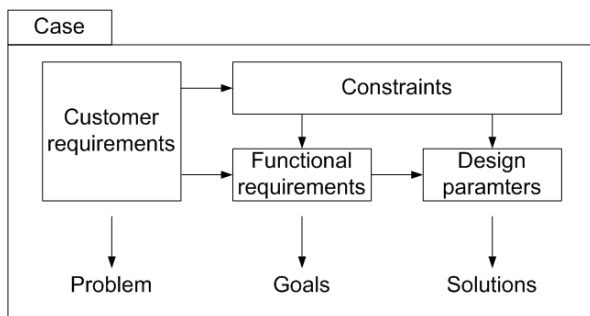 Case
Customer
requirements
Constraints
Functional
requirements
Design
paramters
Problem
Goals
Solutions